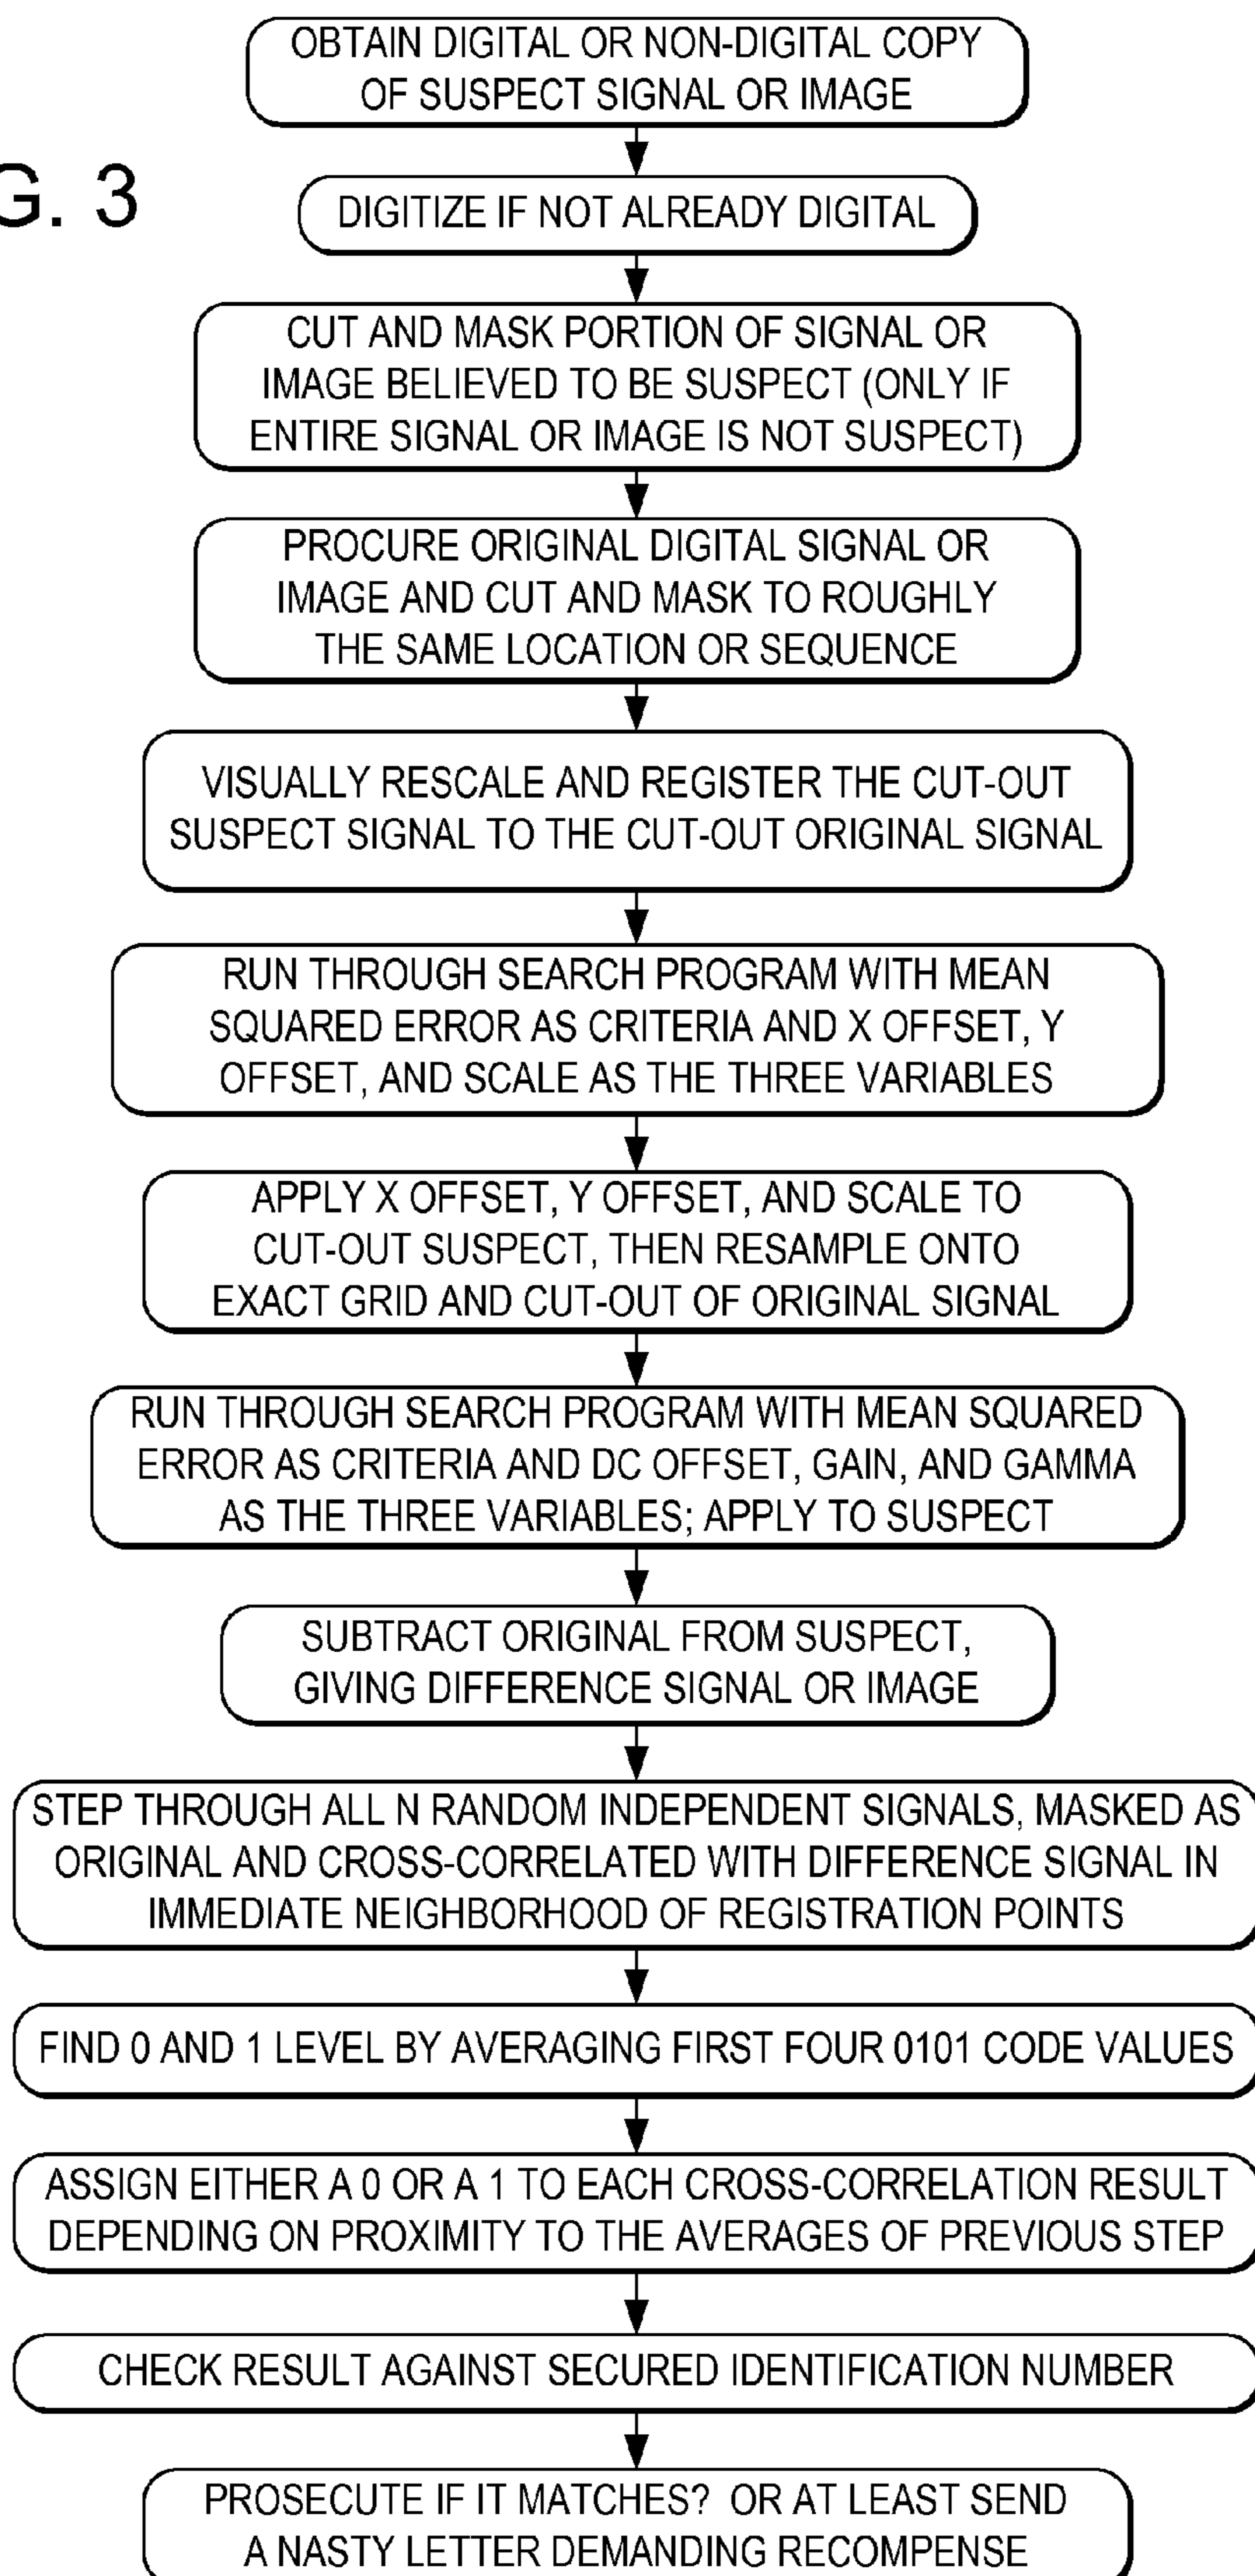 OBTAIN DIGITAL OR NON-DIGITAL COPY
OF SUSPECT SIGNAL OR IMAGE
G. 3
DIGITIZE IF NOT ALREADY DIGITAL
CUT AND MASK PORTION OF SIGNAL OR
IMAGE BELIEVED TO BE SUSPECT (ONLY IF
ENTIRE SIGNAL OR IMAGE IS NOT SUSPECT)
PROCURE ORIGINAL DIGITAL SIGNAL OR
IMAGE AND CUT AND MASK TO ROUGHLY
THE SAME LOCATION OR SEQUENCE
VISUALLY RESCALE AND REGISTER THE CUT-OUT
SUSPECT SIGNAL TO THE CUT-OUT ORIGINAL SIGNAL
RUN THROUGH SEARCH PROGRAM WITH MEAN
SQUARED ERROR AS CRITERIA AND X OFFSET, Y
OFFSET, AND SCALE AS THE THREE VARIABLES
APPLY X OFFSET, Y OFFSET, AND SCALE TO
CUT-OUT SUSPECT, THEN RESAMPLE ONTO
EXACT GRID AND CUT-OUT OF ORIGINAL SIGNAL
RUN THROUGH SEARCH PROGRAM WITH MEAN SQUARED
ERROR AS CRITERIA AND DC OFFSET, GAIN, AND GAMMA
AS THE THREE VARIABLES; APPLY TO SUSPECT
SUBTRACT ORIGINAL FROM SUSPECT,
GIVING DIFFERENCE SIGNAL OR IMAGE
STEP THROUGH ALL N RANDOM INDEPENDENT SIGNALS, MASKED AS
ORIGINAL AND CROSS-CORRELATED WITH DIFFERENCE SIGNAL IN
IMMEDIATE NEIGHBORHOOD OF REGISTRATION POINTS
FIND 0 AND 1 LEVEL BY AVERAGING FIRST FOUR 0101 CODE VALUES
ASSIGN EITHER A 0 OR A 1 TO EACH CROSS-CORRELATION RESULT
DEPENDING ON PROXIMITY TO THE AVERAGES OF PREVIOUS STEP
CHECK RESULT AGAINST SECURED IDENTIFICATION NUMBER
PROSECUTE IF IT MATCHES? OR AT LEAST SEND
A NASTY LETTER DEMANDING RECOMPENSE